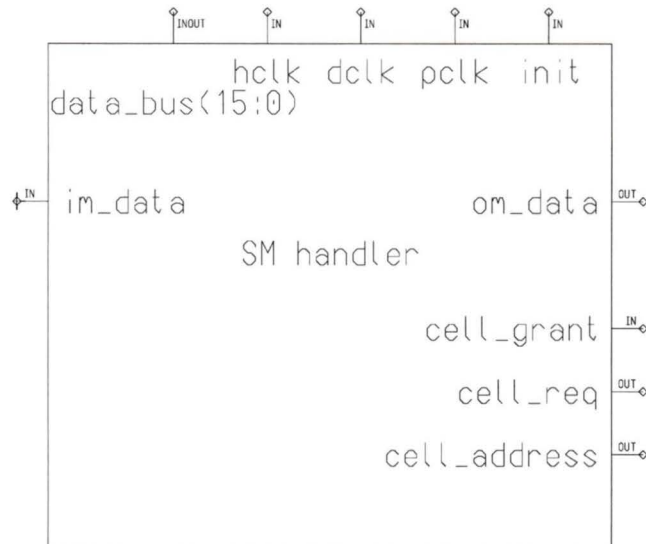 INOUT IN IN IN IN
hclk dclk pclk init
data_bus(15:0)
IN im_data om_data OUT
SM handler
cell_grant IN
cell_req OUT
cell_address OUT